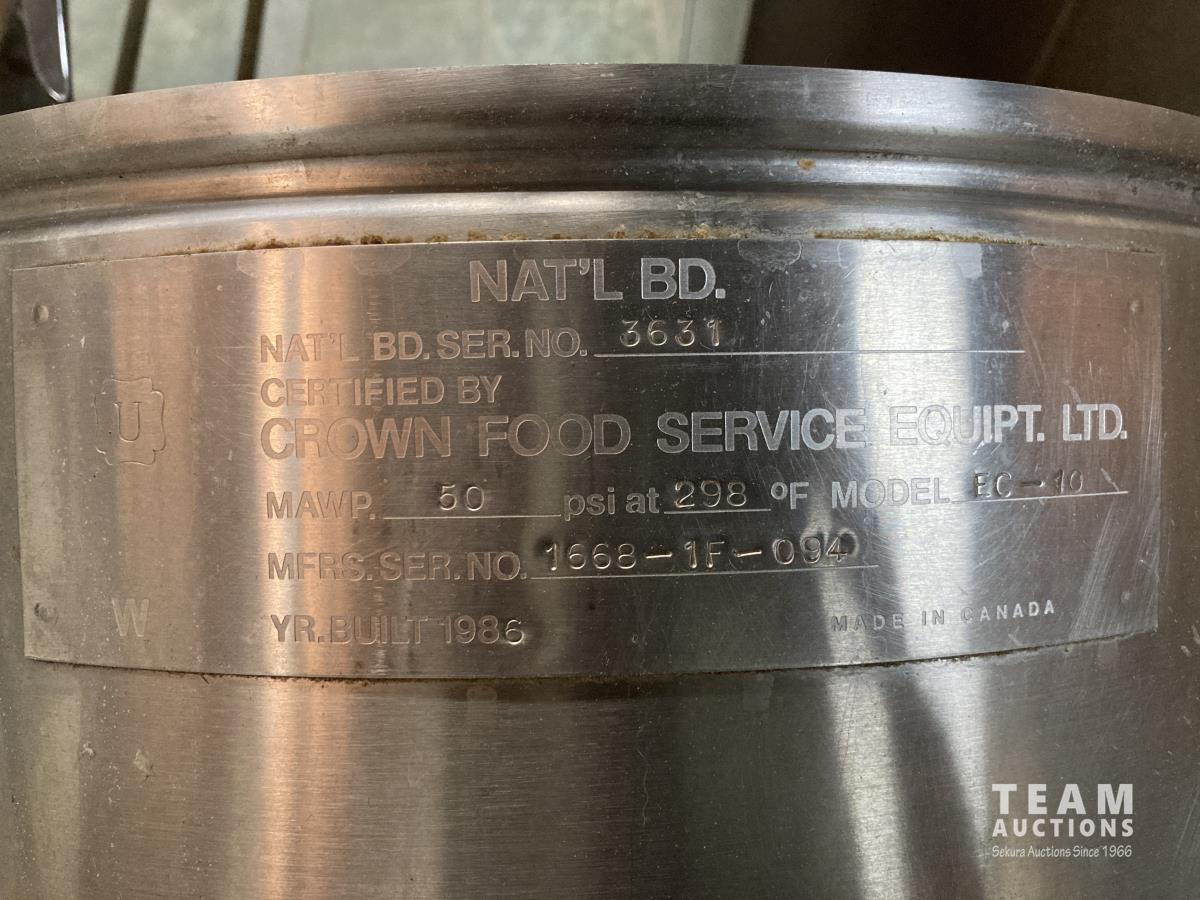 NAT'L BD.
NAT'L BD. SER. NO. 3631
CERTIFIED BY
U
CROWN FOOD SERVICE EQUIPT. LTD.
MAWP. 50 psi at 298 °F MODEL EC-10
MFRS. SER. NO. 1668-1F-094
W
YR. BUILT 1986
MADE IN CANADA
TEAM
AUCTIONS
Sekura Auctions Since 1966